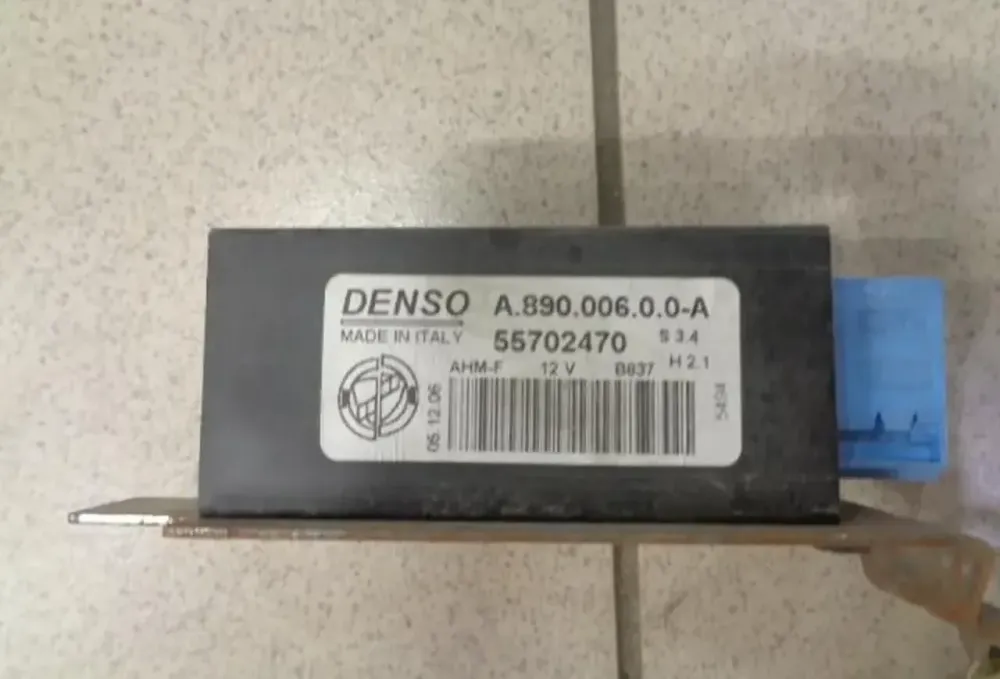 DENSO A.890.006.0.0-A
MADE IN ITALY 55702470 S 3.4
AHM-F 12 V B837 H 2.1
05.12.06
5494